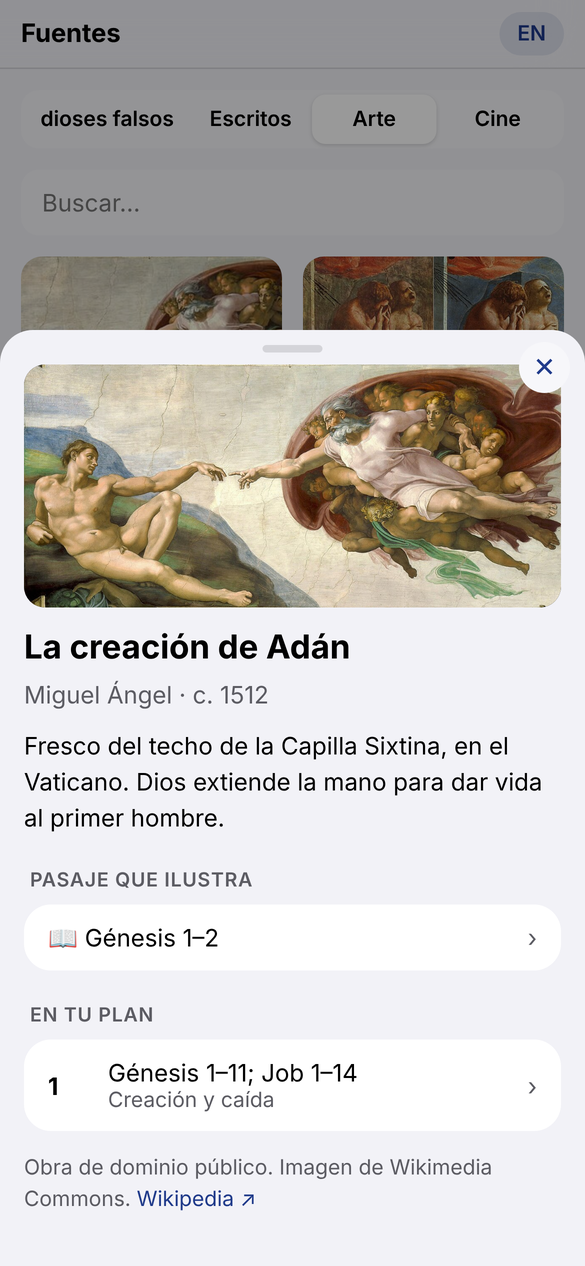 Fuentes
EN
dioses falsos
Escritos
Arte
Cine
Buscar...
La creación de Adán
Miguel Ángel · c. 1512
Fresco del techo de la Capilla Sixtina, en el
Vaticano. Dios extiende la mano para dar vida
al primer hombre.
PASAJE QUE ILUSTRA
📖 Génesis 1–2 ›
EN TU PLAN
1
Génesis 1–11; Job 1–14 ›
Creación y caída
Obra de dominio público. Imagen de Wikimedia
Commons. Wikipedia ↗